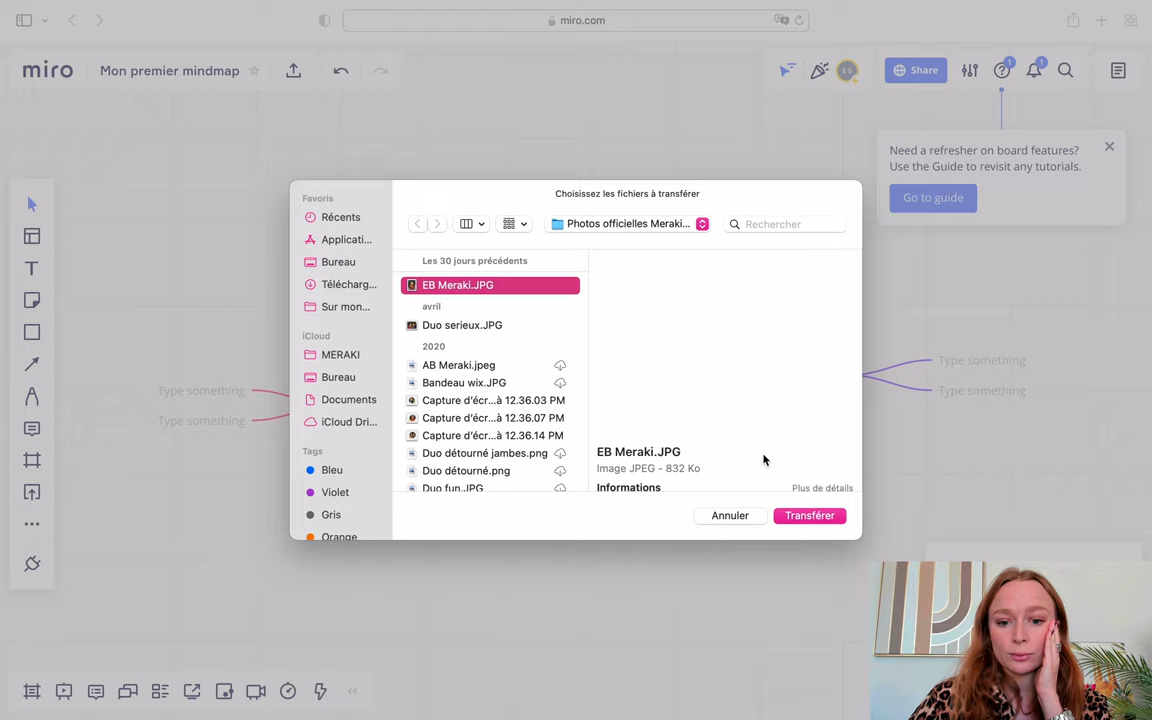 miro.com
miro
Mon premier mindmap
ES
Share
1
1
Need a refresher on board features?
Use the Guide to revisit any tutorials.
Go to guide
Choisissez les fichiers à transférer
Favoris
Récents
Applicati...
Bureau
Télécharg...
Sur mon...
iCloud
MERAKI
Bureau
Documents
iCloud Dri...
Tags
Bleu
Violet
Gris
Orange
Photos officielles Meraki...
Rechercher
Les 30 jours précédents
EB Meraki.JPG
avril
Duo serieux.JPG
2020
AB Meraki.jpeg
Bandeau wix.JPG
Capture d'écr...à 12.36.03 PM
Capture d'écr...à 12.36.07 PM
Capture d'écr...à 12.36.14 PM
Duo détourné jambes.png
Duo détourné.png
Duo fun.JPG
EB Meraki.JPG
Image JPEG - 832 Ko
Informations
Plus de détails
Annuler
Transférer
Type something
Type something
Type something
Type something